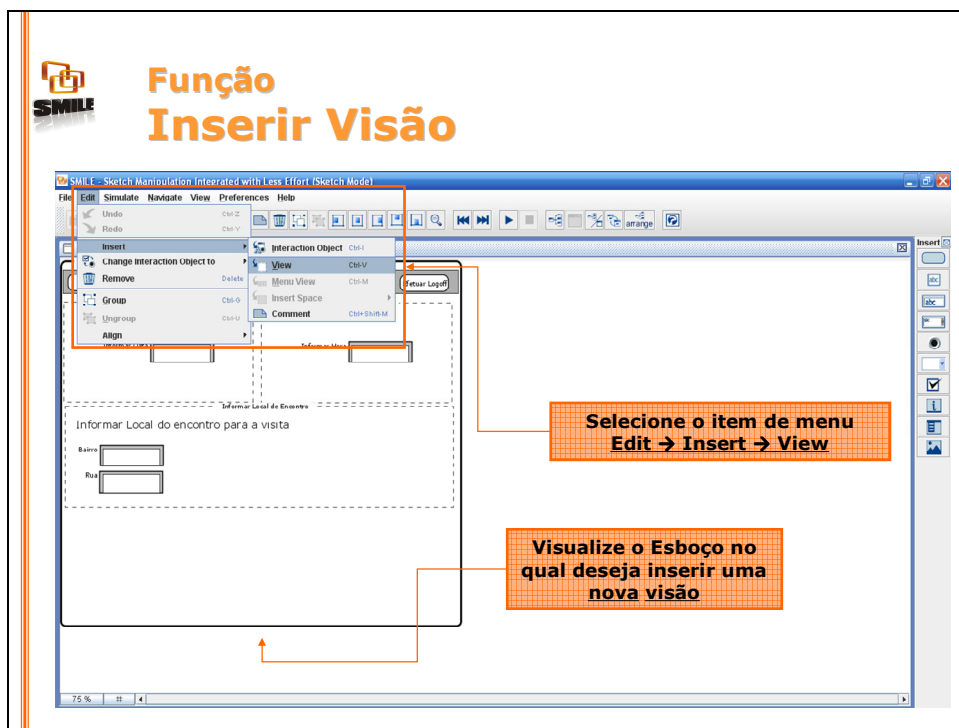 SMILE
Função
Inserir Visão
SMILE - Sketch Manipulation Integrated with Less Effort (Sketch Mode)
File Edit Simulate Navigate View Preferences Help
Undo Ctrl-Z
Redo Ctrl-Y
arrange
Insert
Insert
Interaction Object Ctrl-I
Change Interaction Object to
View Ctrl-V
Remove Delete
Menu View Ctrl-M
Efetuar Logoff
Group Ctrl-G
Insert Space
Ungroup Ctrl-U
Comment Ctrl+Shift-M
Align
Informar Hora
Informar Local de Encontro
Informar Local do encontro para a visita
Bairro
Rua
Selecione o item de menu
Edit → Insert → View
Visualize o Esboço no
qual deseja inserir uma
nova visão
75 %